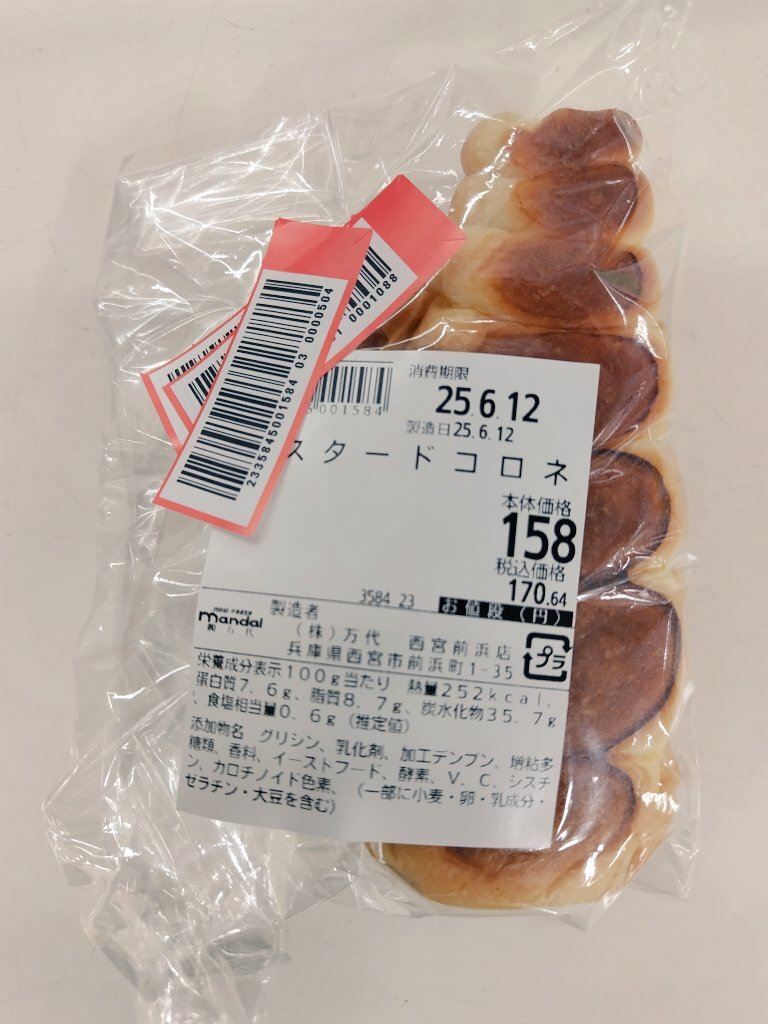 0001088
2335845001584 03 0000504
5001584
消費期限
25.6.12
製造日25.6.12
スタードコロネ
本体価格
158
税込価格
170.64
3584 23 お値段(円)
mandai
㈱万代
製造者
(株)万代 西宮前浜店
兵庫県西宮市前浜町1-35
プラ
栄養成分表示100g当たり 熱量252kcal、
蛋白質7.6g、脂質8.7g、炭水化物35.7g
、食塩相当量0.6g(推定値)
添加物名 グリシン、乳化剤、加工デンプン、増粘多
糖類、香料、イーストフード、酵素、V.C、シスチ
ン、カロチノイド色素、(一部に小麦・卵・乳成分・
ゼラチン・大豆を含む)